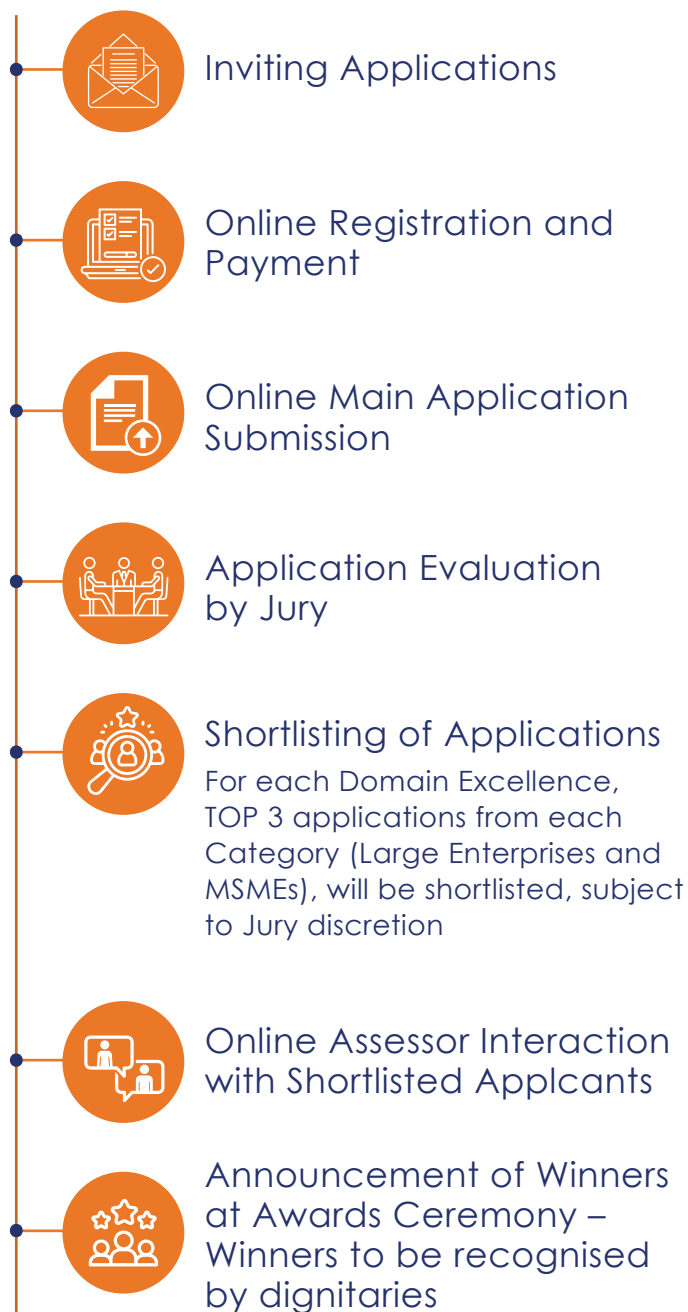 Inviting Applications
Online Registration and
Payment
Online Main Application
Submission
Application Evaluation
by Jury
Shortlisting of Applications
For each Domain Excellence,
TOP 3 applications from each
Category (Large Enterprises and
MSMEs), will be shortlisted, subject
to Jury discretion
Online Assessor Interaction
with Shortlisted Applcants
Announcement of Winners
at Awards Ceremony –
Winners to be recognised
by dignitaries